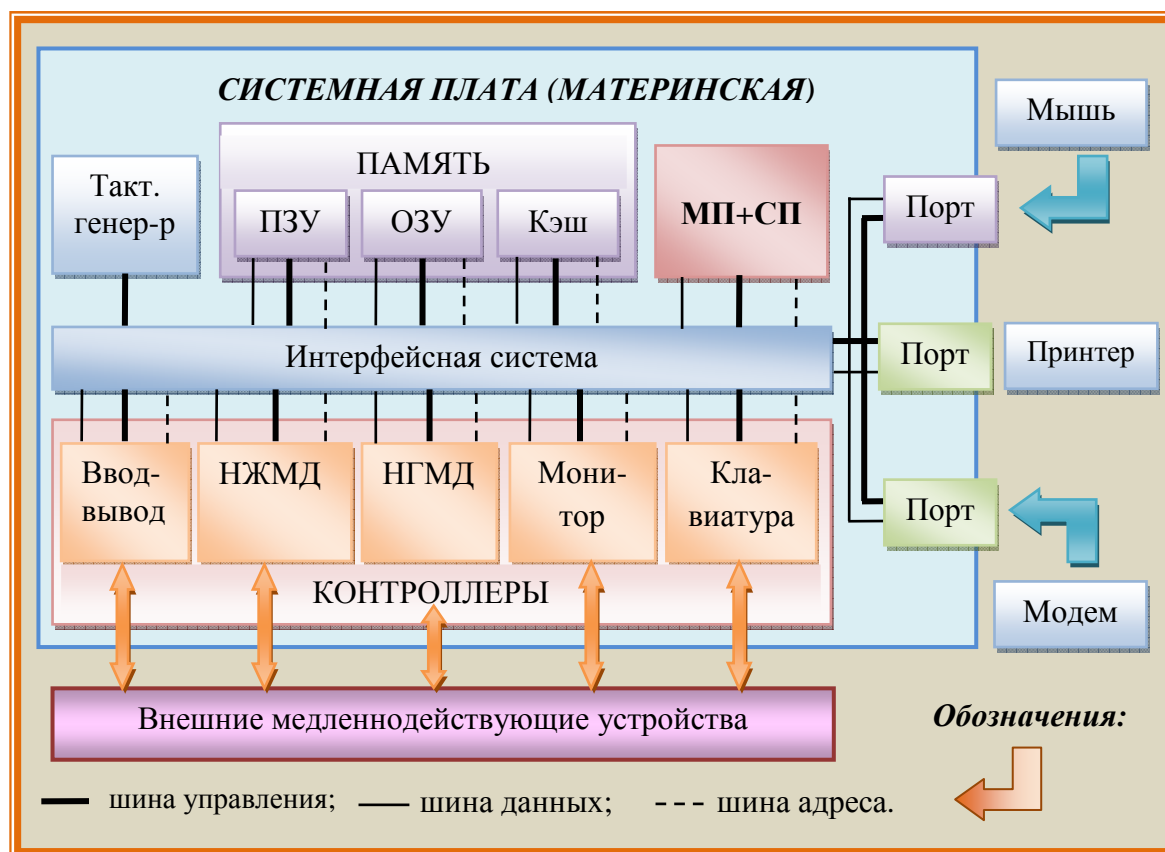 СИСТЕМНАЯ ПЛАТА (МАТЕРИНСКАЯ)
Такт.
генер-р
ПАМЯТЬ
ПЗУ
ОЗУ
Кэш
МП+СП
Порт
Мышь
Интерфейсная система
Порт
Принтер
Ввод-
вывод
НЖМД
НГМД
Мони-
тор
Кла-
виатура
Порт
КОНТРОЛЛЕРЫ
Модем
Внешние медленнодействующие устройства
Обозначения:
шина управления;
шина данных;
шина адреса.